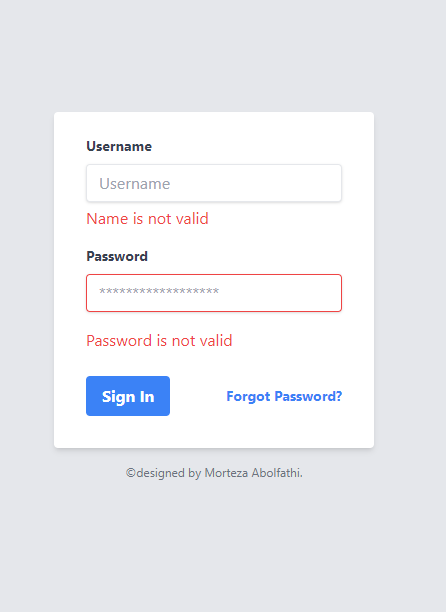 Username
Username
Name is not valid
Password
******************
Password is not valid
Sign In
Forgot Password?
©designed by Morteza Abolfathi.